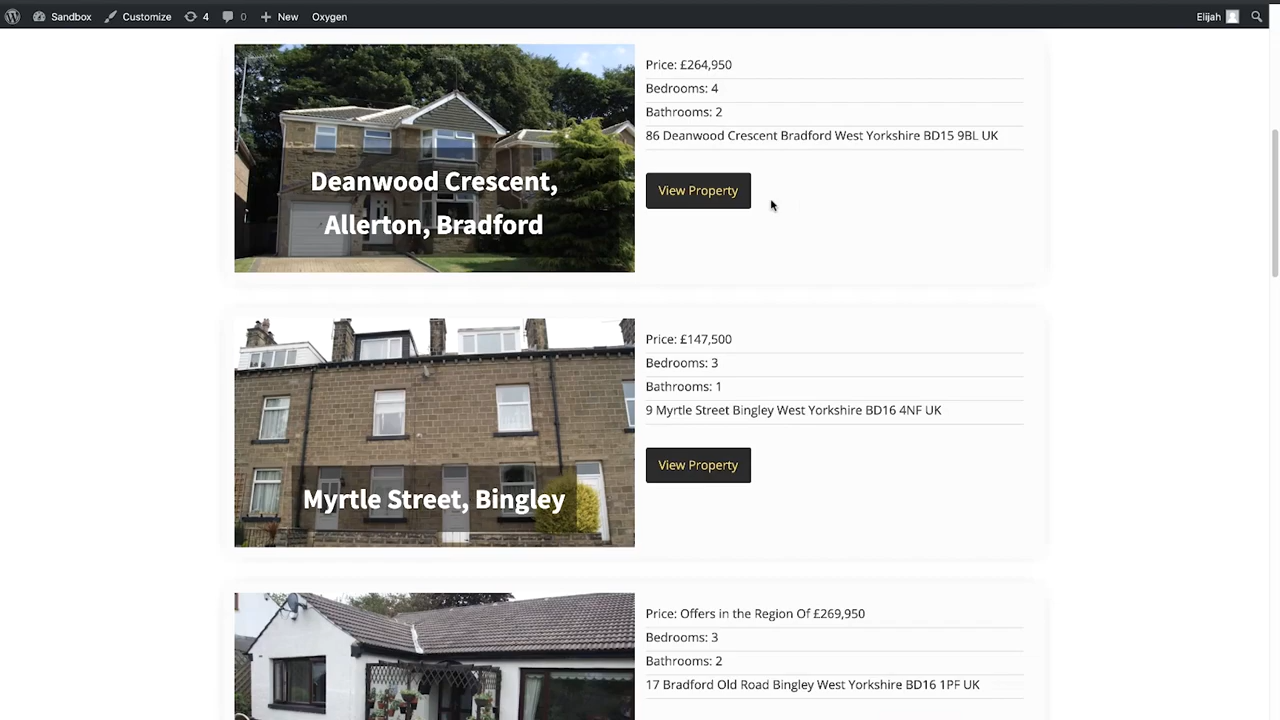 Sandbox Customize 4 0 New Oxygen Elijah
Price: £264,950
Bedrooms: 4
Bathrooms: 2
86 Deanwood Crescent Bradford West Yorkshire BD15 9BL UK
View Property
Deanwood Crescent,
Allerton, Bradford
Price: £147,500
Bedrooms: 3
Bathrooms: 1
9 Myrtle Street Bingley West Yorkshire BD16 4NF UK
View Property
Myrtle Street, Bingley
Price: Offers in the Region Of £269,950
Bedrooms: 3
Bathrooms: 2
17 Bradford Old Road Bingley West Yorkshire BD16 1PF UK